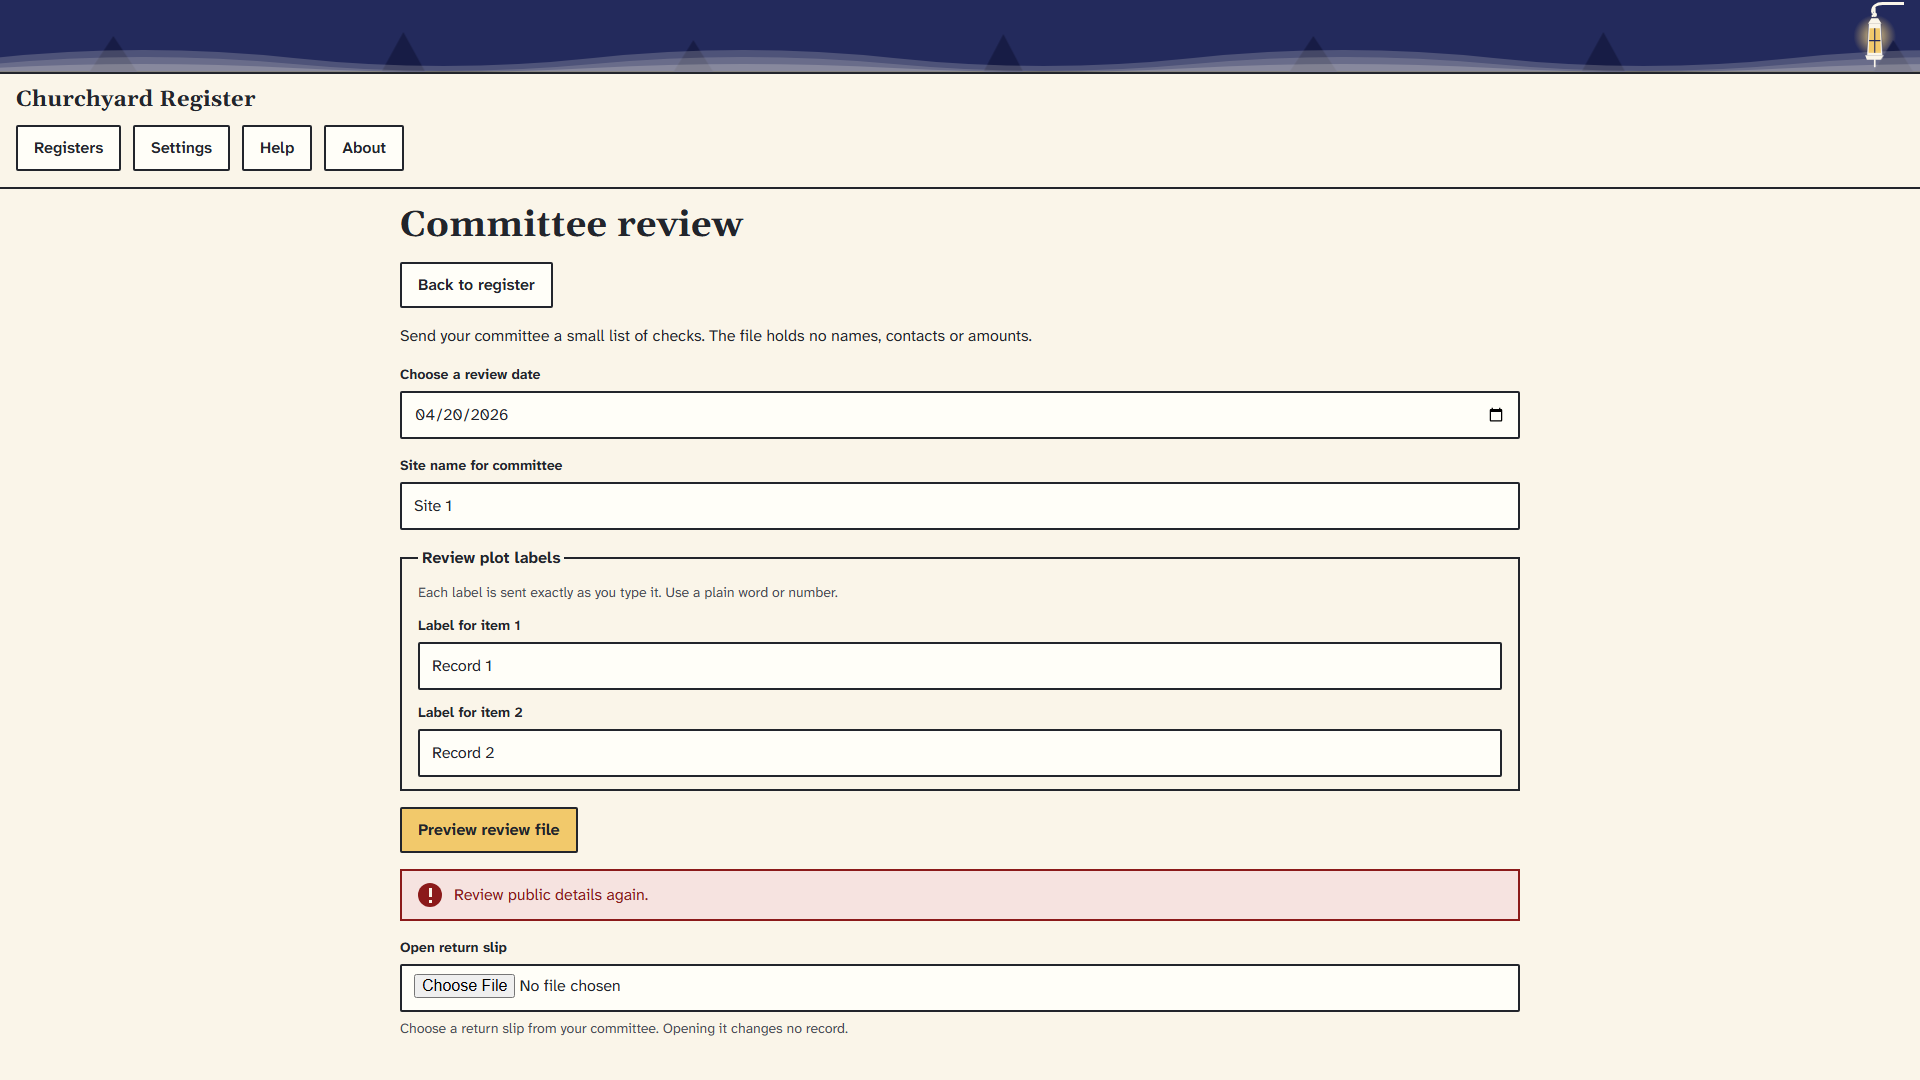 Churchyard Register
Registers
Settings
Help
About
Committee review
Back to register
Send your committee a small list of checks. The file holds no names, contacts or amounts.
Choose a review date
04/20/2026
Site name for committee
Site 1
Review plot labels
Each label is sent exactly as you type it. Use a plain word or number.
Label for item 1
Record 1
Label for item 2
Record 2
Preview review file
Review public details again.
Open return slip
Choose File No file chosen
Choose a return slip from your committee. Opening it changes no record.